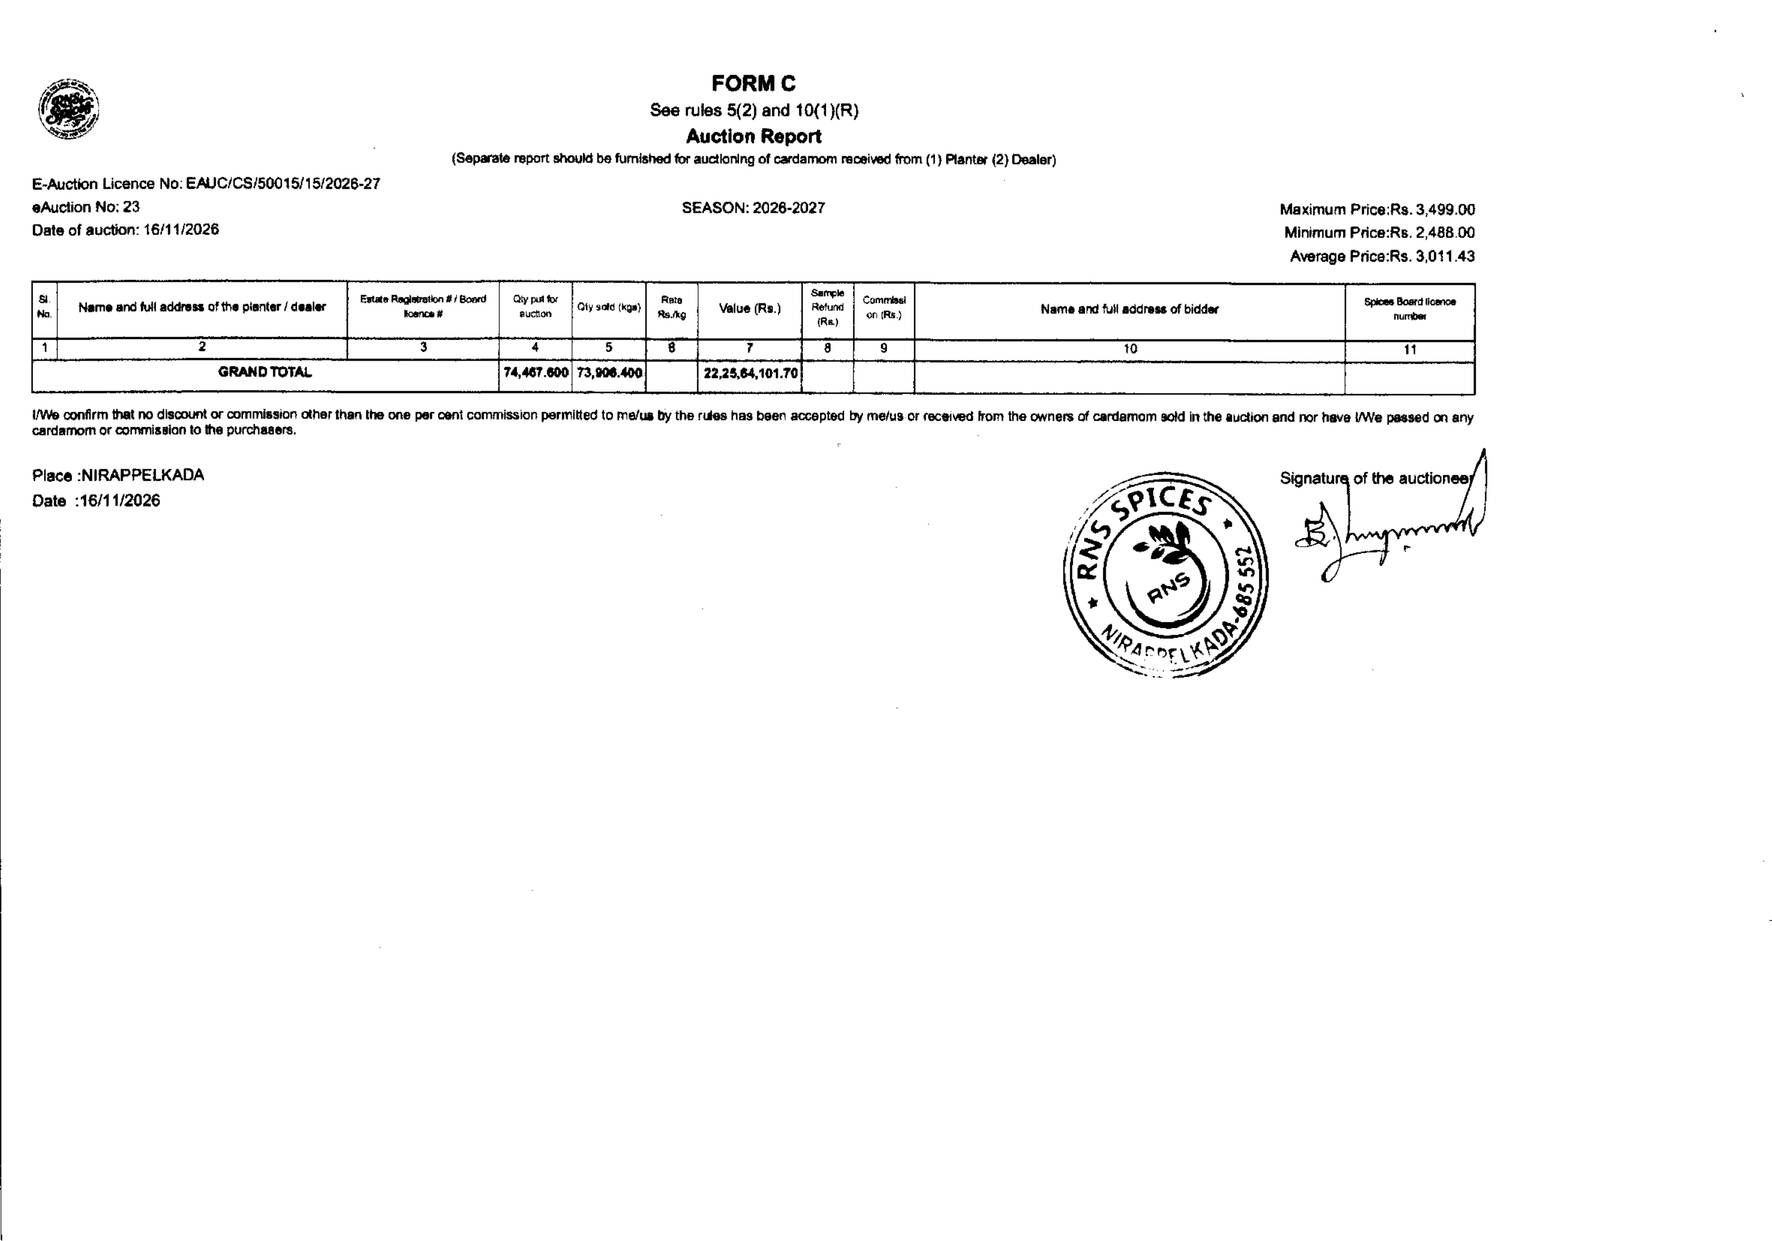 FORM C
See rules 5(2) and 10(1)(R)
Auction Report
(Separate report should be furnished for auctioning of cardamom received from (1) Planter (2) Dealer)
E-Auction Licence No: EAUC/CS/50015/15/2026-27
eAuction No: 23
SEASON: 2026-2027
Date of auction: 16/11/2026
Maximum Price:Rs. 3,499.00
Minimum Price:Rs. 2,488.00
Average Price:Rs. 3,011.43
Sl. No. Name and full address of the planter / dealer Estate Registration # / Board licence # Qty put for auction Qty sold (kgs) Rate Rs./kg Value (Rs.) Sample Refund (Rs.) Commissi on (Rs.) Name and full address of bidder Spices Board licence number
1 2 3 4 5 6 7 8 9 10 11
GRAND TOTAL 74,467.600 73,906.400 22,25,64,101.70
I/We confirm that no discount or commission other than the one per cent commission permitted to me/us by the rules has been accepted by me/us or received from the owners of cardamom sold in the auction and nor have I/We passed on any
cardamom or commission to the purchasers.
Place :NIRAPPELKADA
Date :16/11/2026
Signature of the auctioneer
RNS SPICES
RNS
NIRAPPELKADA-685 552